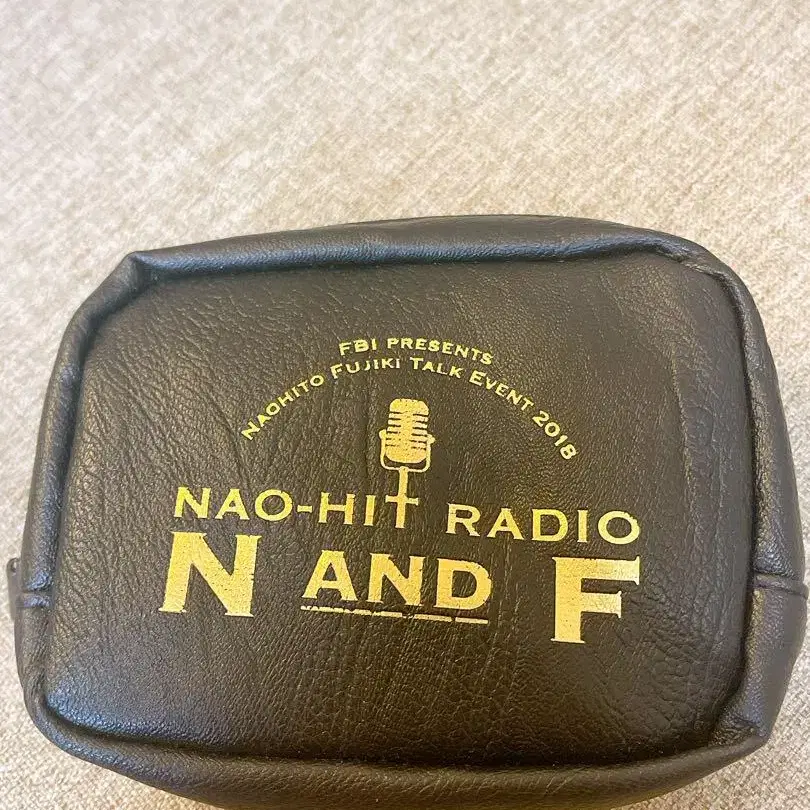 FBI PRESENTS
NAOHITO FUJIKI TALK EVENT 2018
NAO-HIT RADIO
N AND F